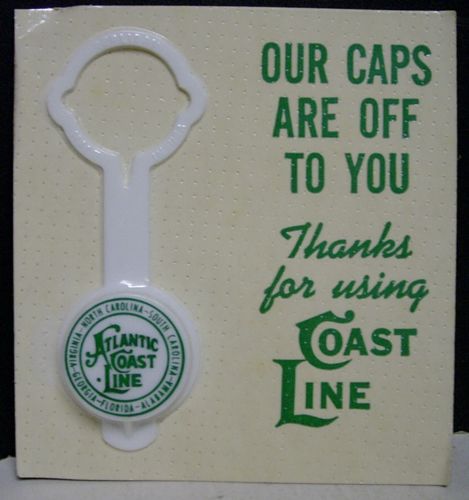 OUR CAPS
ARE OFF
TO YOU
Thanks
for using
COAST
LINE
VIRGINIA-NORTH CAROLINA-SOUTH CAROLINA-
GEORGIA-FLORIDA-ALABAMA-
ATLANTIC
COAST
LINE